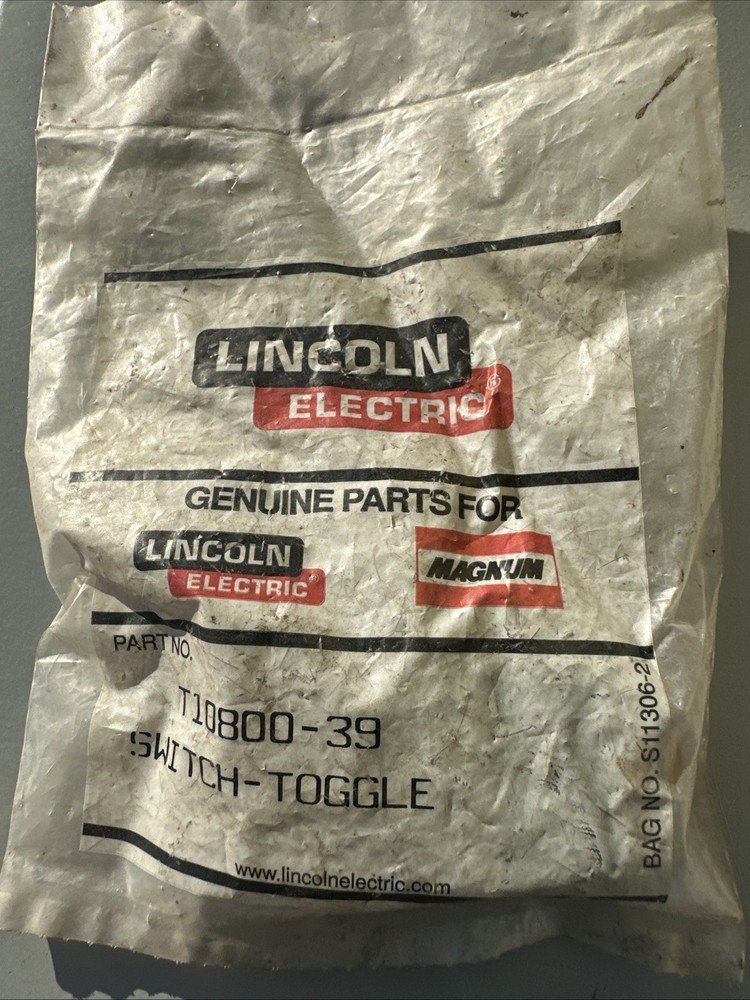 LINCOLN
ELECTRIC®
GENUINE PARTS FOR
LINCOLN
ELECTRIC®
MAGNUM
PART NO.
T10800-39
SWITCH-TOGGLE
www.lincolnelectric.com
BAG NO. S11306-2